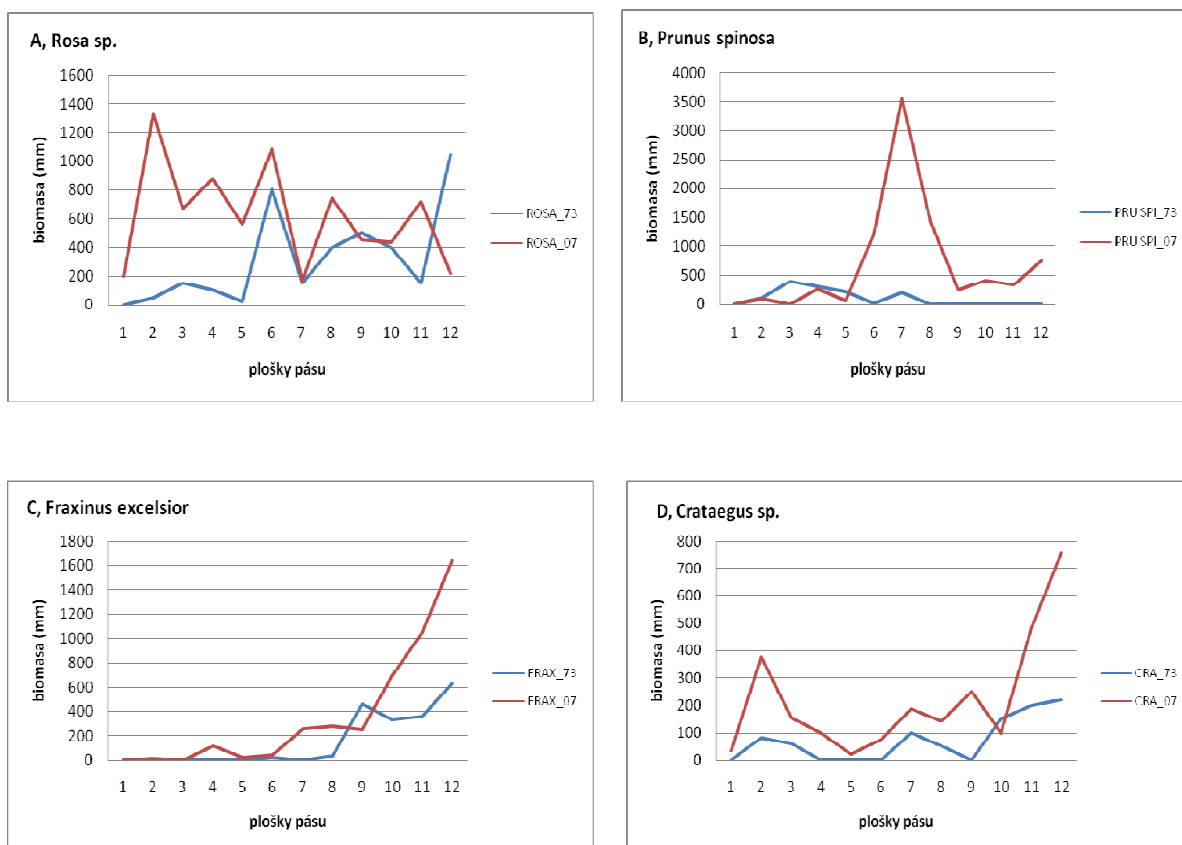 A, Rosa sp.
biomasa (mm)
1600
1400
1200
1000
800
600
400
200
0
1 2 3 4 5 6 7 8 9 10 11 12
plošky pásu
ROSA_73
ROSA_07
B, Prunus spinosa
biomasa (mm)
4000
3500
3000
2500
2000
1500
1000
500
0
1 2 3 4 5 6 7 8 9 10 11 12
plošky pásu
PRU SPI_73
PRU SPI_07
C, Fraxinus excelsior
biomasa (mm)
1800
1600
1400
1200
1000
800
600
400
200
0
1 2 3 4 5 6 7 8 9 10 11 12
plošky pásu
FRAX_73
FRAX_07
D, Crataegus sp.
biomasa (mm)
800
700
600
500
400
300
200
100
0
1 2 3 4 5 6 7 8 9 10 11 12
plošky pásu
CRA_73
CRA_07